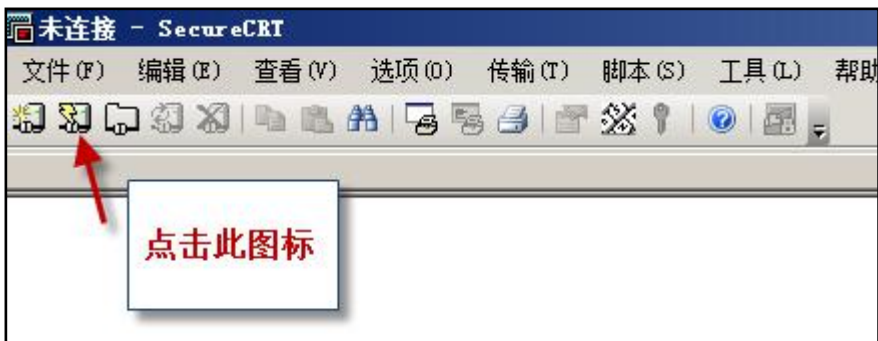 未连接 - SecureCRT
文件(F) 编辑(E) 查看(V) 选项(O) 传输(T) 脚本(S) 工具(L) 帮助
点击此图标